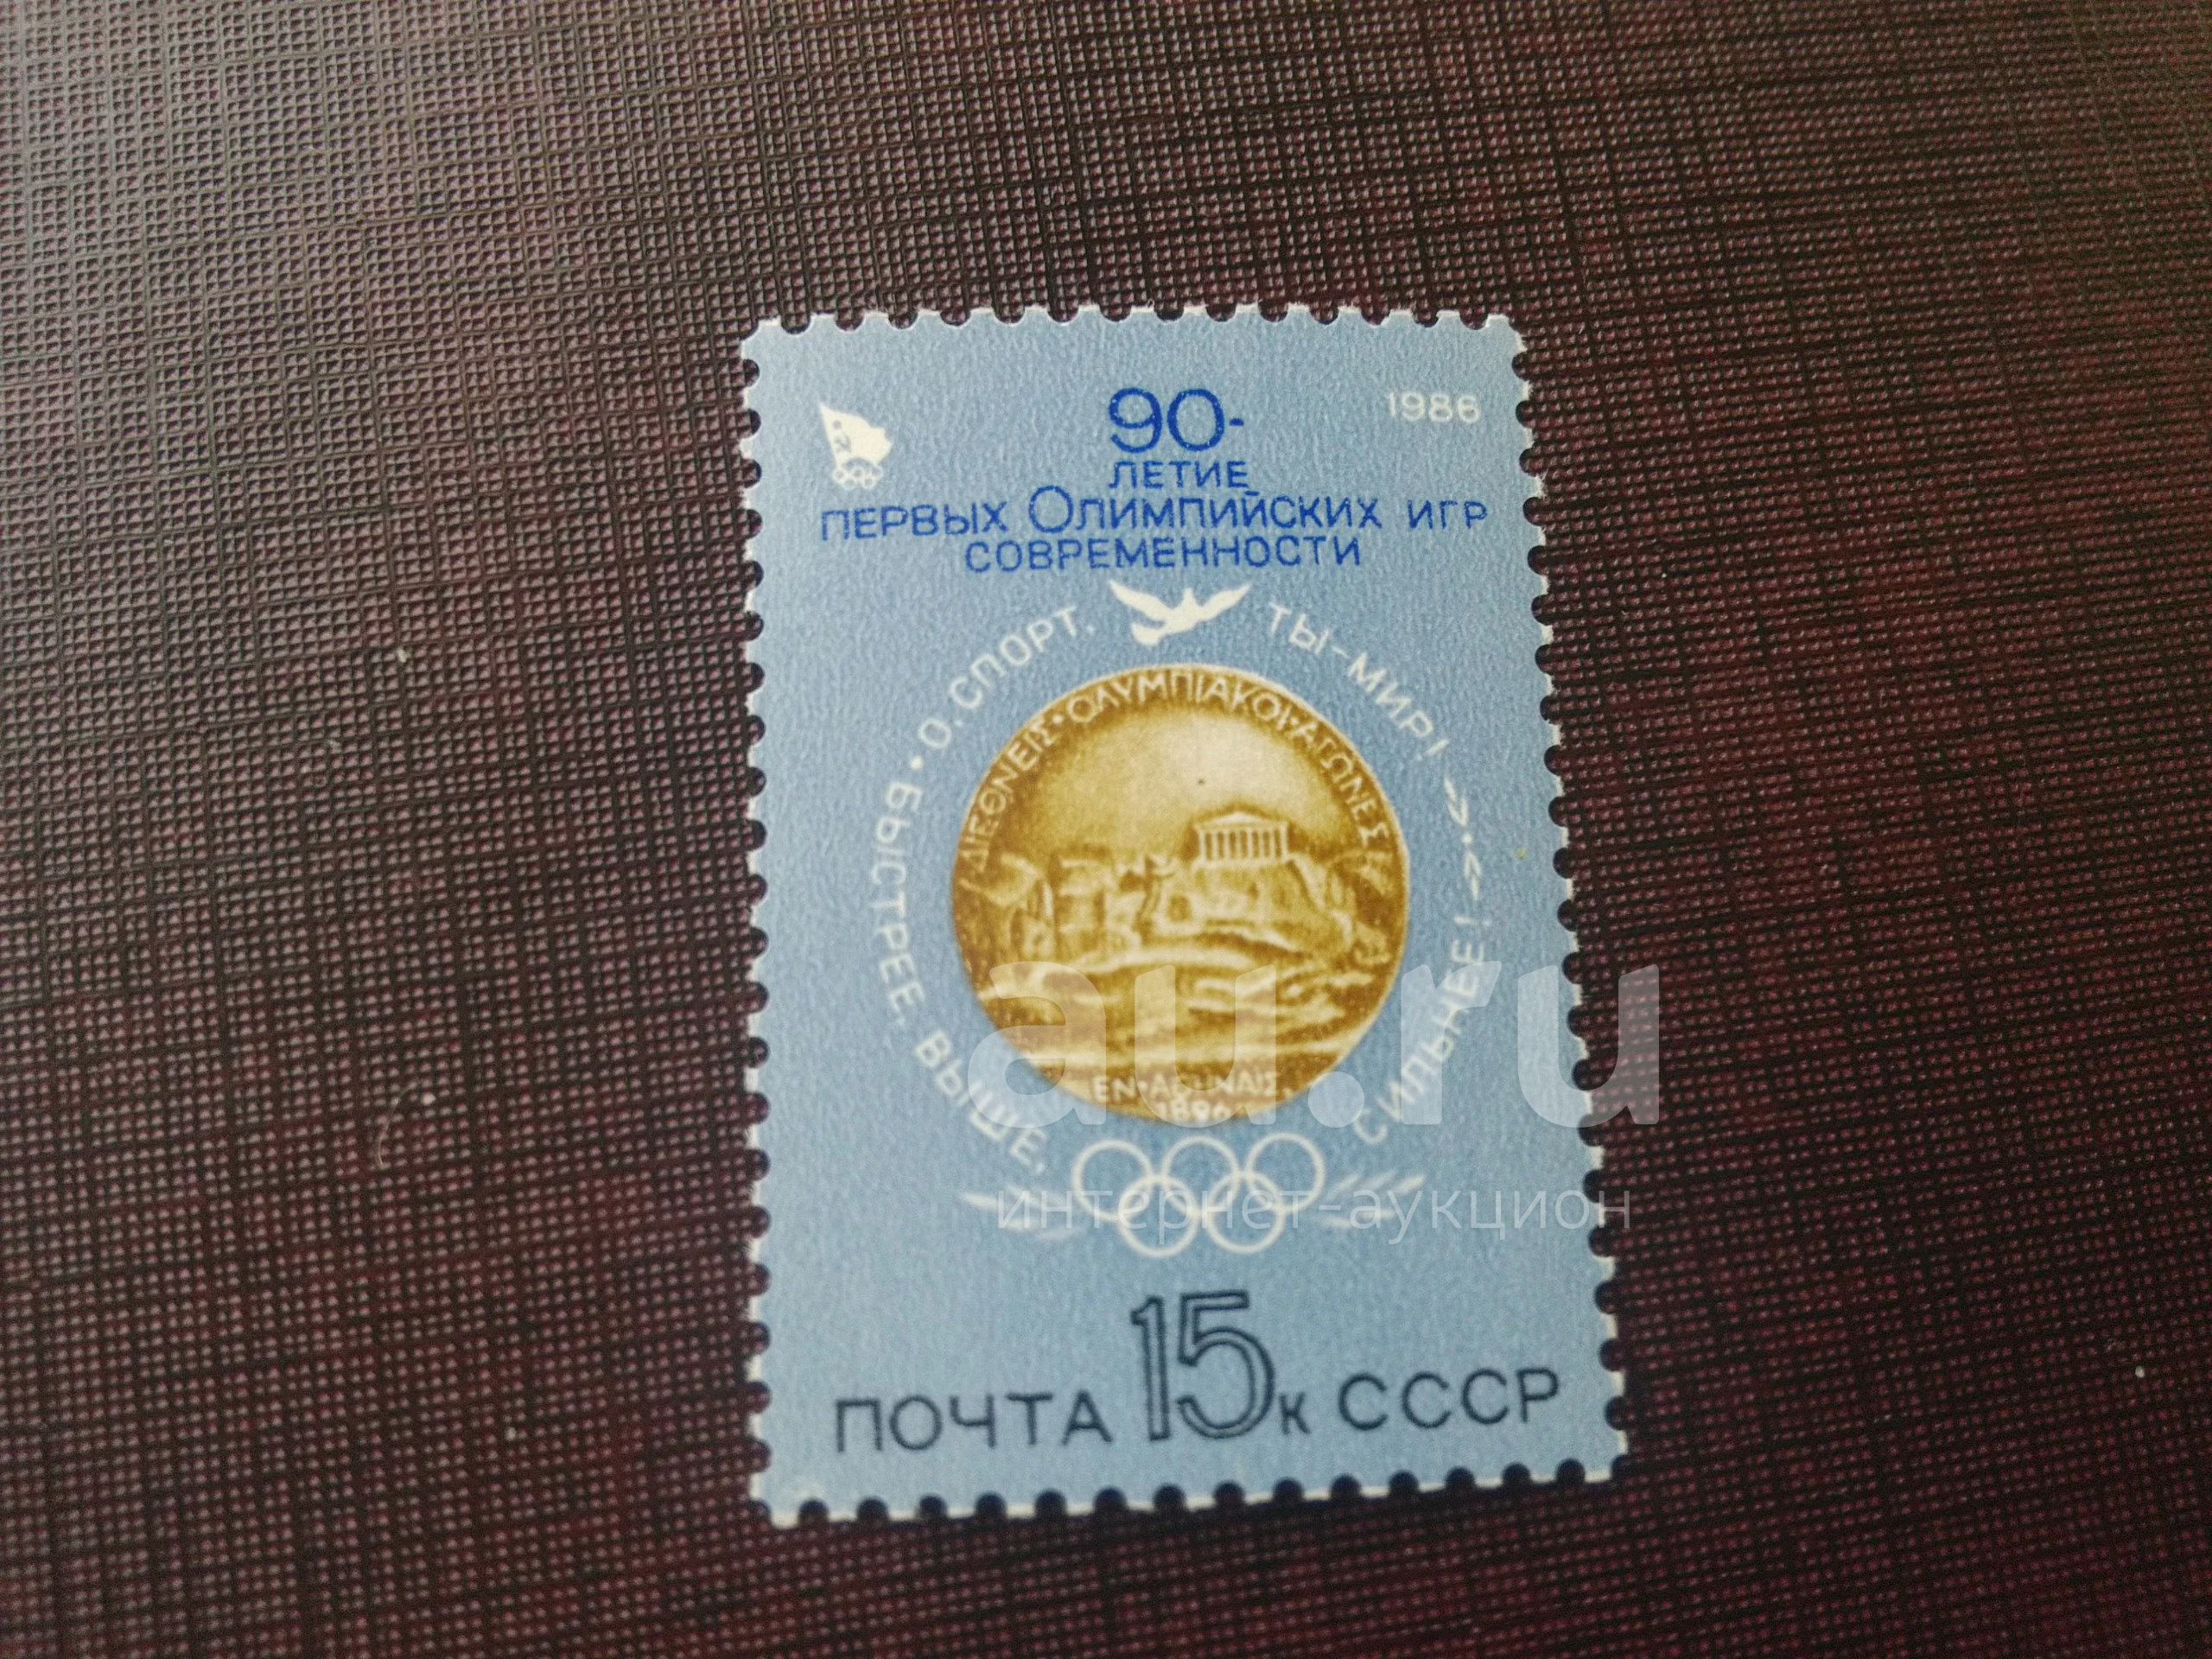 1986
90-
ЛЕТИЕ
ПЕРВЫХ ОЛИМПИЙСКИХ ИГР
СОВРЕМЕННОСТИ
О, СПОРТ, ТЫ-МИР!
БЫСТРЕЕ, ВЫШЕ, СИЛЬНЕЕ!
ΔΙΕΘΝΕΙΣ·ΟΛΥΜΠΙΑΚΟΙ·ΑΓΩΝΕΣ
ΕΝ·ΑΘΗΝΑΙΣ
1896
au.ru
интернет-аукцион
ПОЧТА 15К СССР